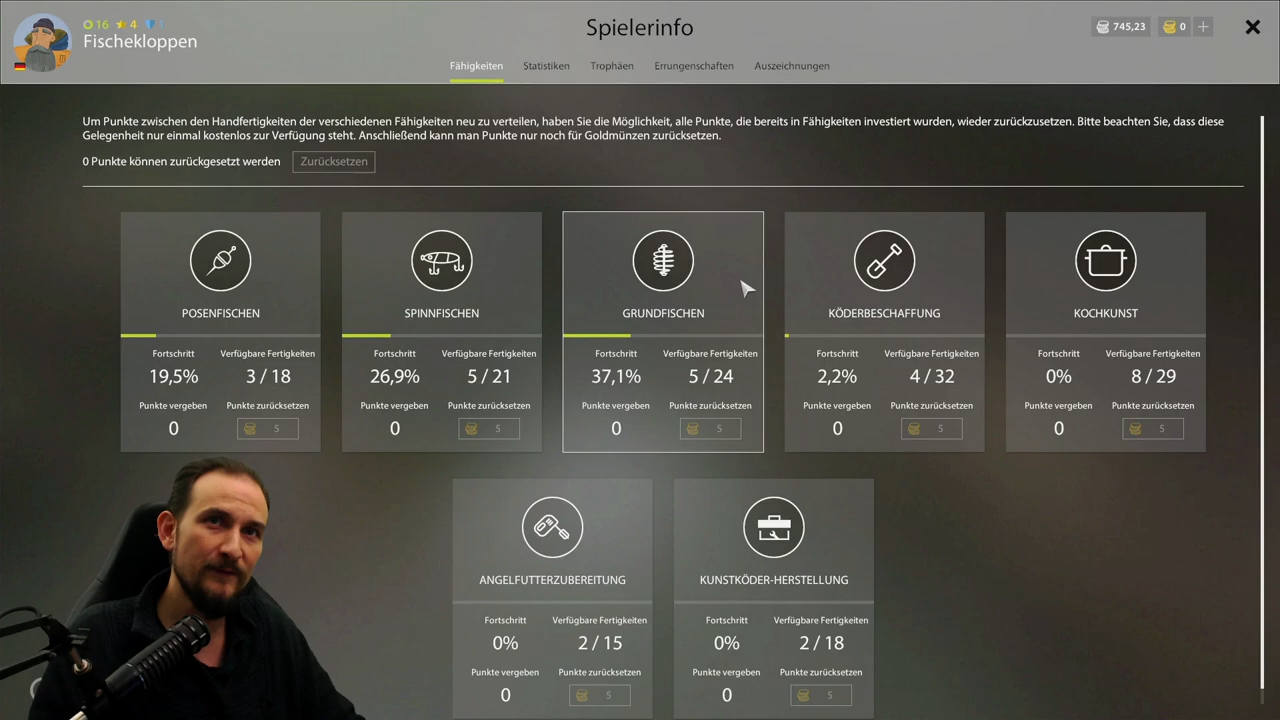 16 4 1
Fischekloppen
Spielerinfo
745,23 0 +
Fähigkeiten Statistiken Trophäen Errungenschaften Auszeichnungen
Um Punkte zwischen den Handfertigkeiten der verschiedenen Fähigkeiten neu zu verteilen, haben Sie die Möglichkeit, alle Punkte, die bereits in Fähigkeiten investiert wurden, wieder zurückzusetzen. Bitte beachten Sie, dass diese
Gelegenheit nur einmal kostenlos zur Verfügung steht. Anschließend kann man Punkte nur noch für Goldmünzen zurücksetzen.
0 Punkte können zurückgesetzt werden Zurücksetzen
POSENFISCHEN
Fortschritt Verfügbare Fertigkeiten
19,5% 3 / 18
Punkte vergeben Punkte zurücksetzen
0 5
SPINNFISCHEN
Fortschritt Verfügbare Fertigkeiten
26,9% 5 / 21
Punkte vergeben Punkte zurücksetzen
0 5
GRUNDFISCHEN
Fortschritt Verfügbare Fertigkeiten
37,1% 5 / 24
Punkte vergeben Punkte zurücksetzen
0 5
KÖDERBESCHAFFUNG
Fortschritt Verfügbare Fertigkeiten
2,2% 4 / 32
Punkte vergeben Punkte zurücksetzen
0 5
KOCHKUNST
Fortschritt Verfügbare Fertigkeiten
0% 8 / 29
Punkte vergeben Punkte zurücksetzen
0 5
ANGELFUTTERZUBEREITUNG
Fortschritt Verfügbare Fertigkeiten
0% 2 / 15
Punkte vergeben Punkte zurücksetzen
0 5
KUNSTKÖDER-HERSTELLUNG
Fortschritt Verfügbare Fertigkeiten
0% 2 / 18
Punkte vergeben Punkte zurücksetzen
0 5